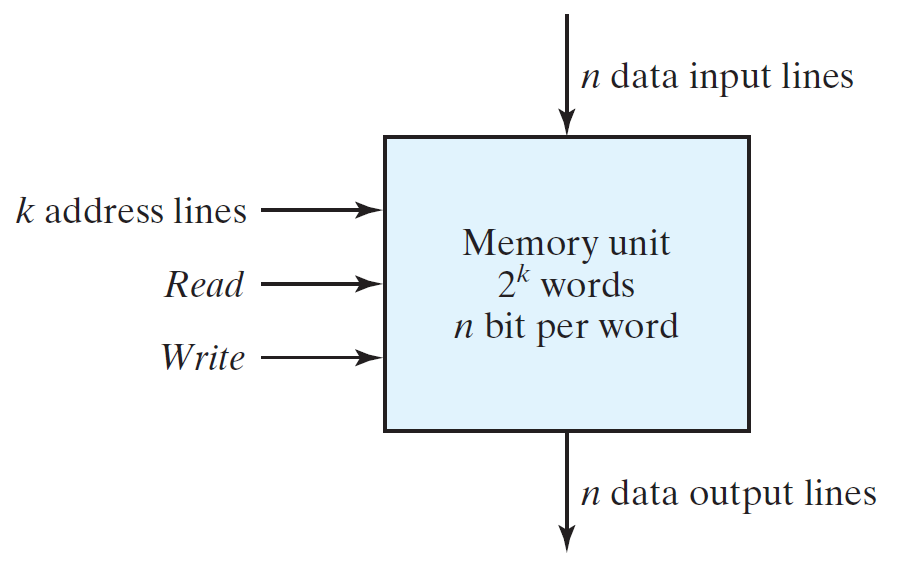 n data input lines
k address lines
Read
Write
Memory unit
2^k words
n bit per word
n data output lines